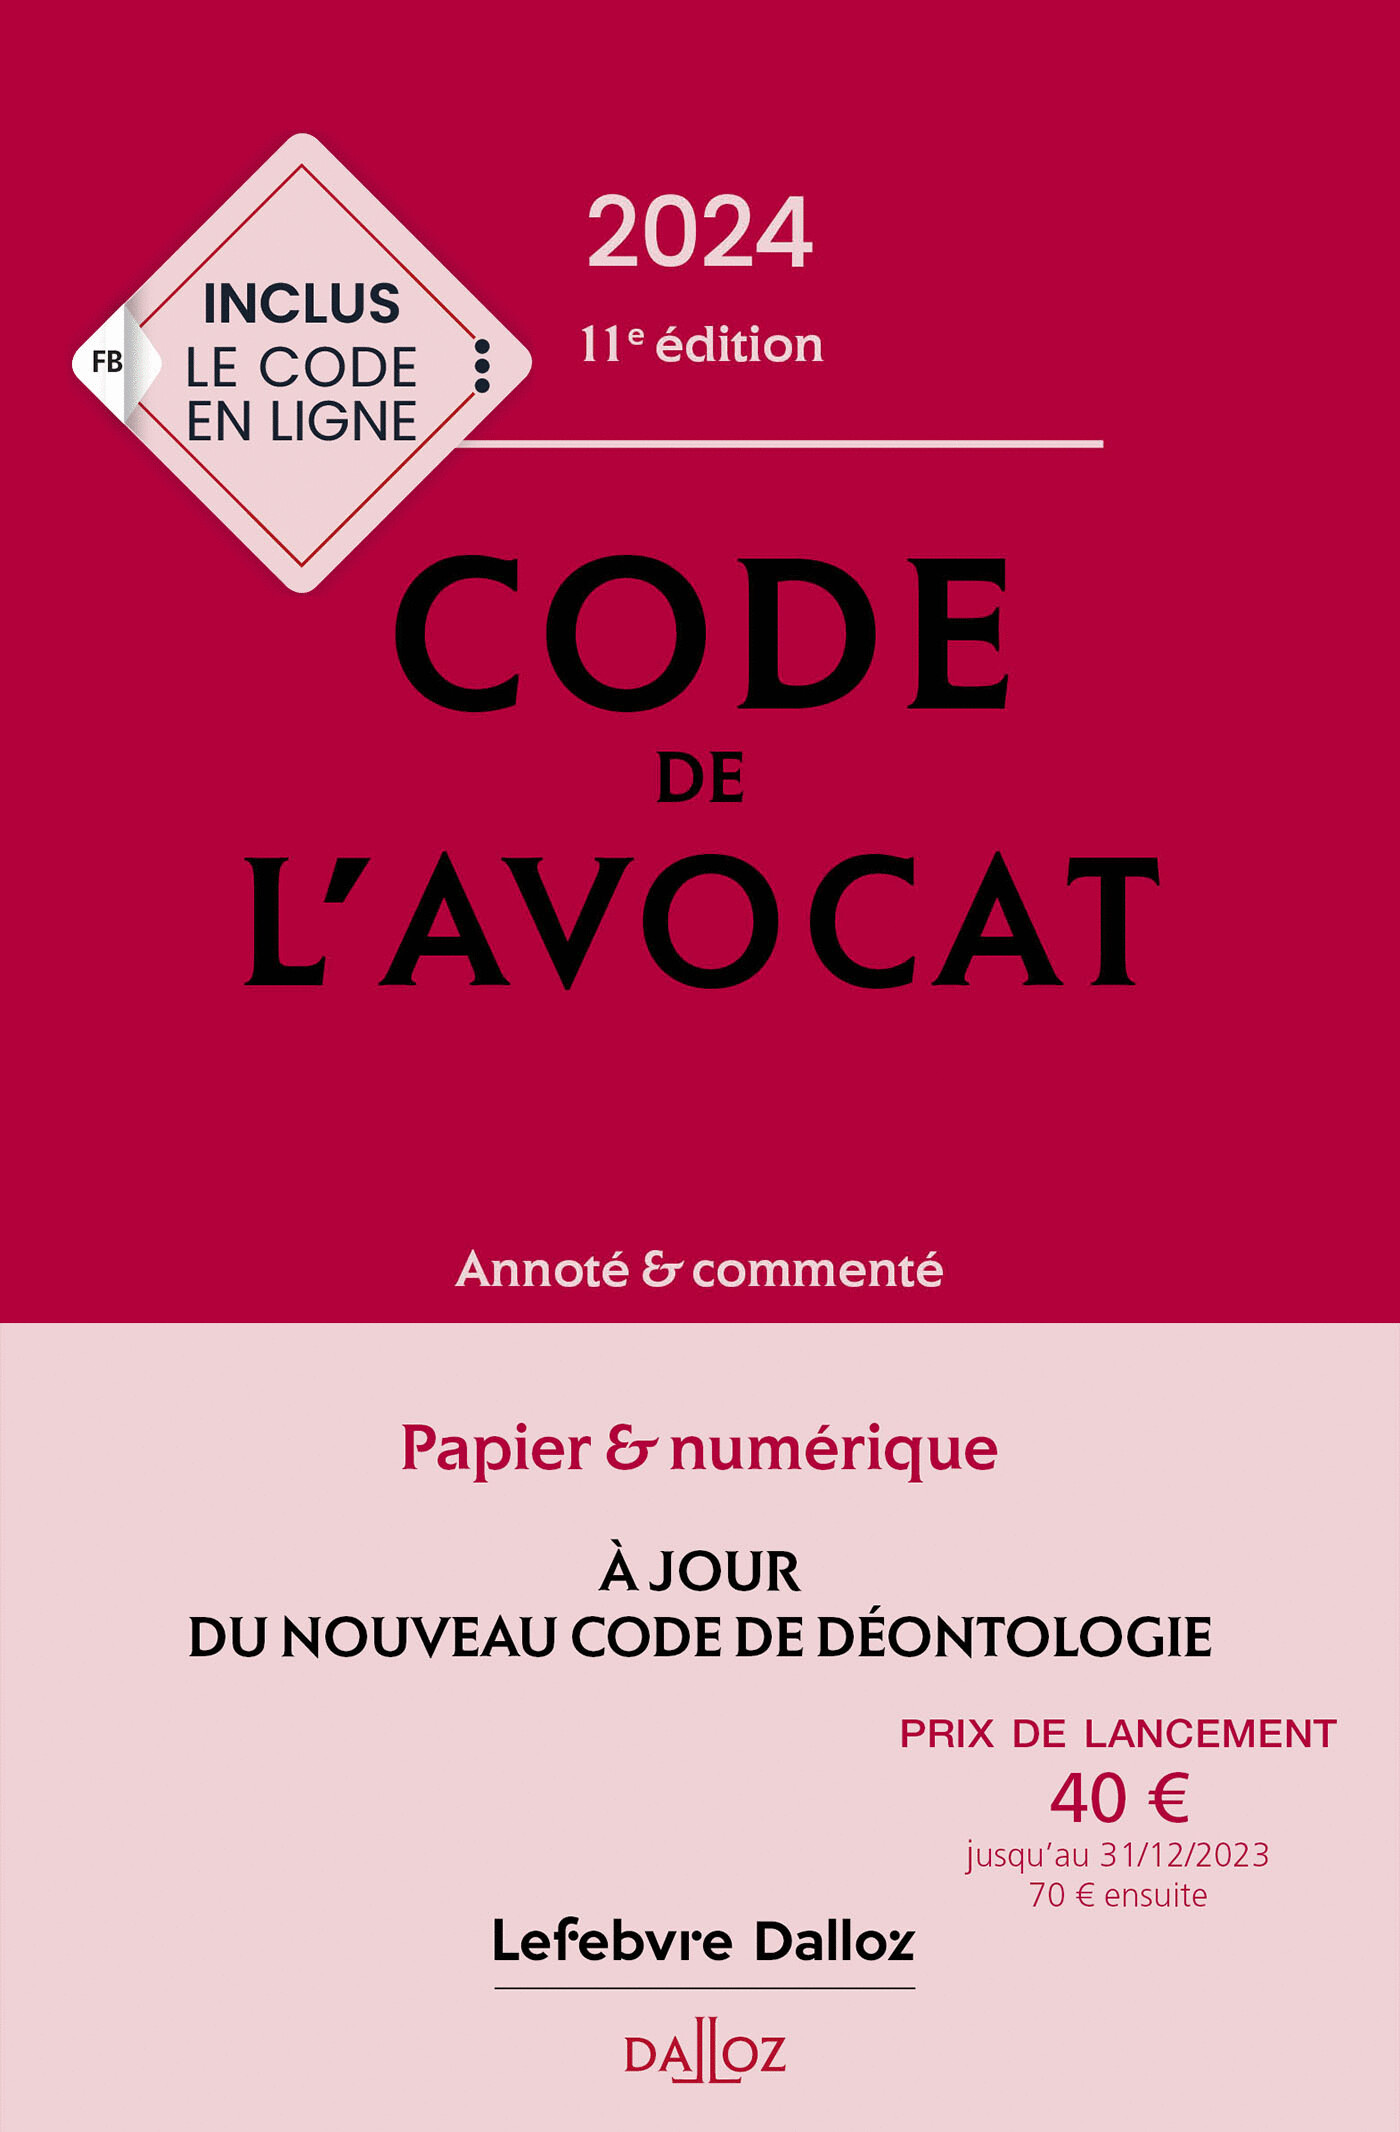 2024
11e édition
INCLUS
LE CODE
EN LIGNE
FB
CODE
DE
L'AVOCAT
Annoté & commenté
Papier & numérique
À JOUR
DU NOUVEAU CODE DE DÉONTOLOGIE
PRIX DE LANCEMENT
40 €
jusqu'au 31/12/2023
70 € ensuite
Lefebvre Dalloz
DALLOZ